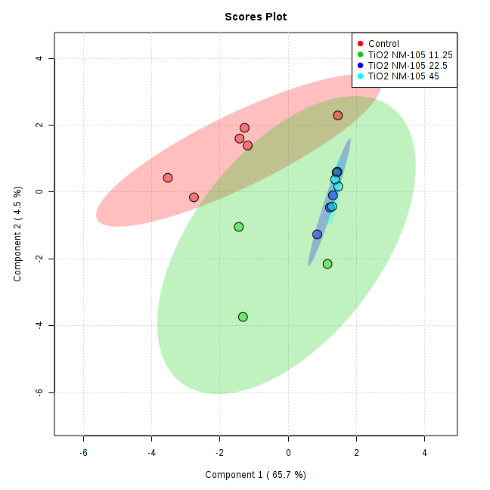 Scores Plot
Control
TiO2 NM-105 11.25
TiO2 NM-105 22.5
TiO2 NM-105 45
4
2
0
-2
-4
-6
Component 2 ( 4.5 %)
-6
-4
-2
0
2
4
Component 1 ( 65.7 %)